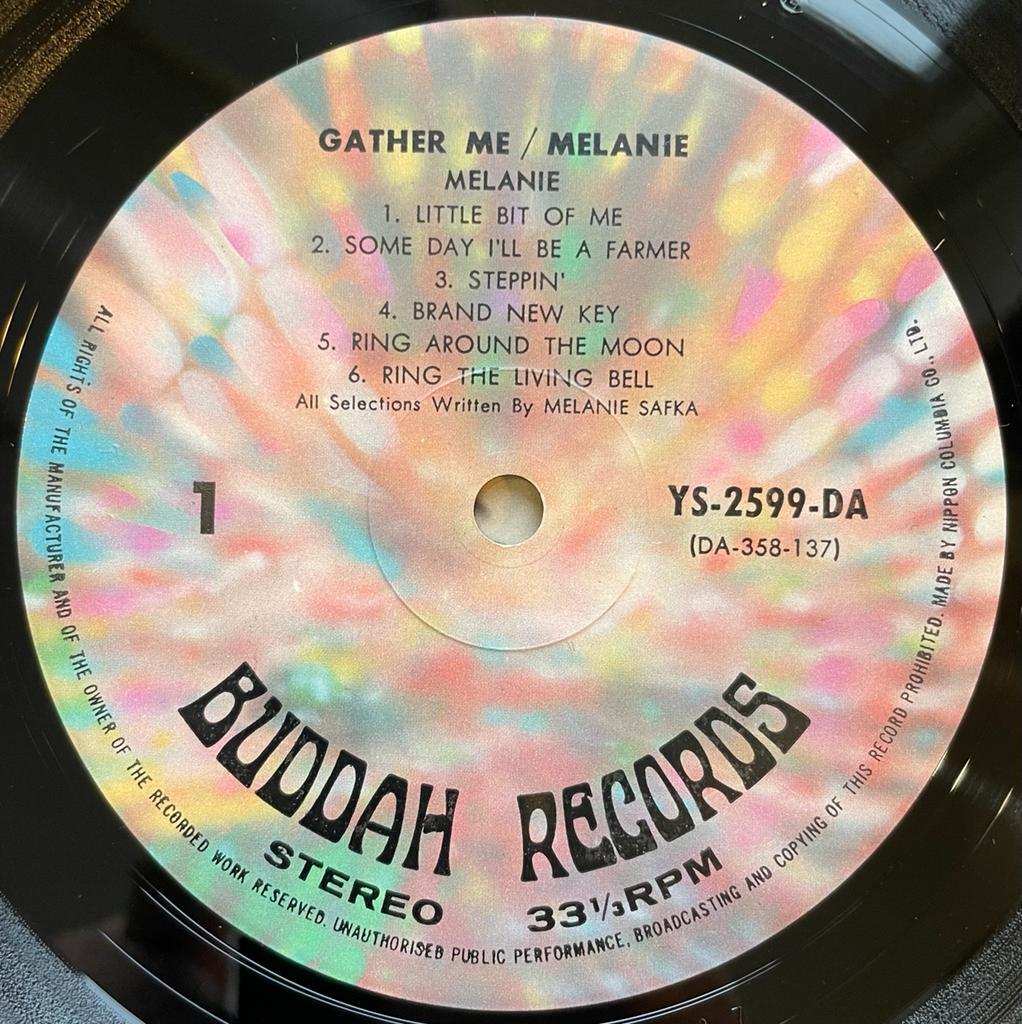 GATHER ME / MELANIE
MELANIE
1. LITTLE BIT OF ME
2. SOME DAY I'LL BE A FARMER
3. STEPPIN'
4. BRAND NEW KEY
5. RING AROUND THE MOON
6. RING THE LIVING BELL
All Selections Written By MELANIE SAFKA
1
YS-2599-DA
(DA-358-137)
BUDDAH RECORDS
STEREO
33 1/3 RPM
ALL RIGHTS OF THE MANUFACTURER AND OF THE OWNER OF THE RECORDED WORK RESERVED. UNAUTHORISED PUBLIC PERFORMANCE, BROADCASTING AND COPYING OF THIS RECORD PROHIBITED. MADE BY NIPPON COLUMBIA CO., LTD.